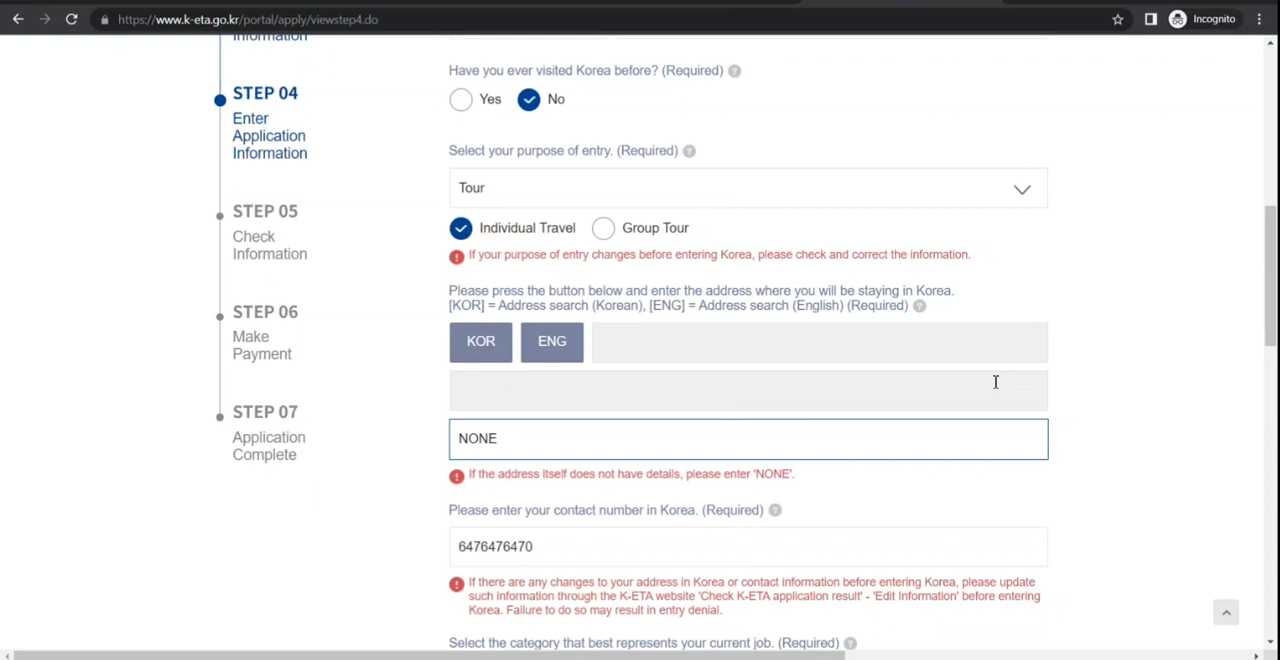 https://www.k-eta.go.kr/portal/apply/viewstep4.do
Incognito
Information
STEP 04
Enter
Application
Information
STEP 05
Check
Information
STEP 06
Make
Payment
STEP 07
Application
Complete
Have you ever visited Korea before? (Required) ?
Yes No
Select your purpose of entry. (Required) ?
Tour
Individual Travel Group Tour
! If your purpose of entry changes before entering Korea, please check and correct the information.
Please press the button below and enter the address where you will be staying in Korea.
[KOR] = Address search (Korean), [ENG] = Address search (English) (Required) ?
KOR ENG
NONE
! If the address itself does not have details, please enter 'NONE'.
Please enter your contact number in Korea. (Required) ?
6476476470
! If there are any changes to your address in Korea or contact information before entering Korea, please update
such information through the K-ETA website 'Check K-ETA application result' - 'Edit Information' before entering
Korea. Failure to do so may result in entry denial.
Select the category that best represents your current job. (Required) ?